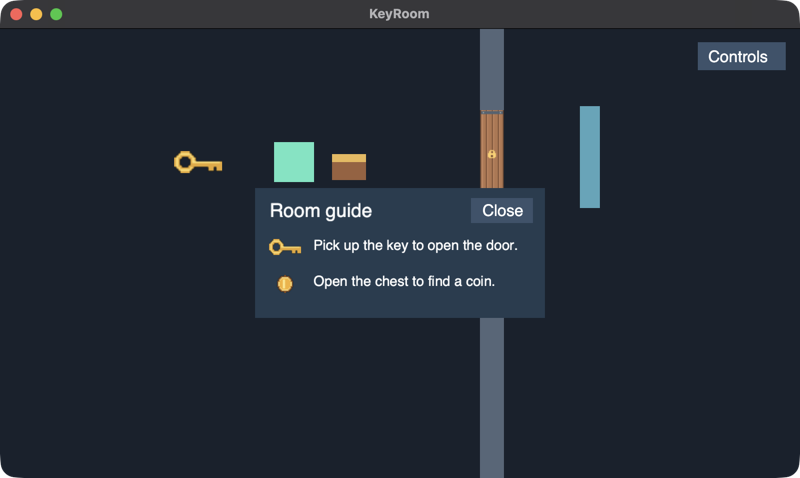 KeyRoom
Controls
Room guide
Close
Pick up the key to open the door.
Open the chest to find a coin.